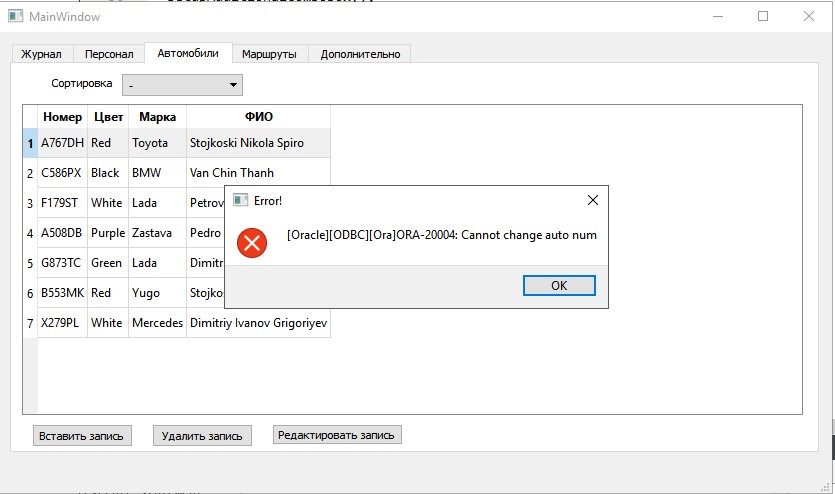 MainWindow
Журнал Персонал Автомобили Маршруты Дополнительно
Сортировка -
Номер Цвет Марка ФИО
1 A767DH Red Toyota Stojkoski Nikola Spiro
2 C586PX Black BMW Van Chin Thanh
3 F179ST White Lada Petrov
4 A508DB Purple Zastava Pedro
5 G873TC Green Lada Dimitr
6 B553MK Red Yugo Stojko
7 X279PL White Mercedes Dimitriy Ivanov Grigoriyev
Error!
[Oracle][ODBC][Ora]ORA-20004: Cannot change auto num
OK
Вставить запись Удалить запись Редактировать запись